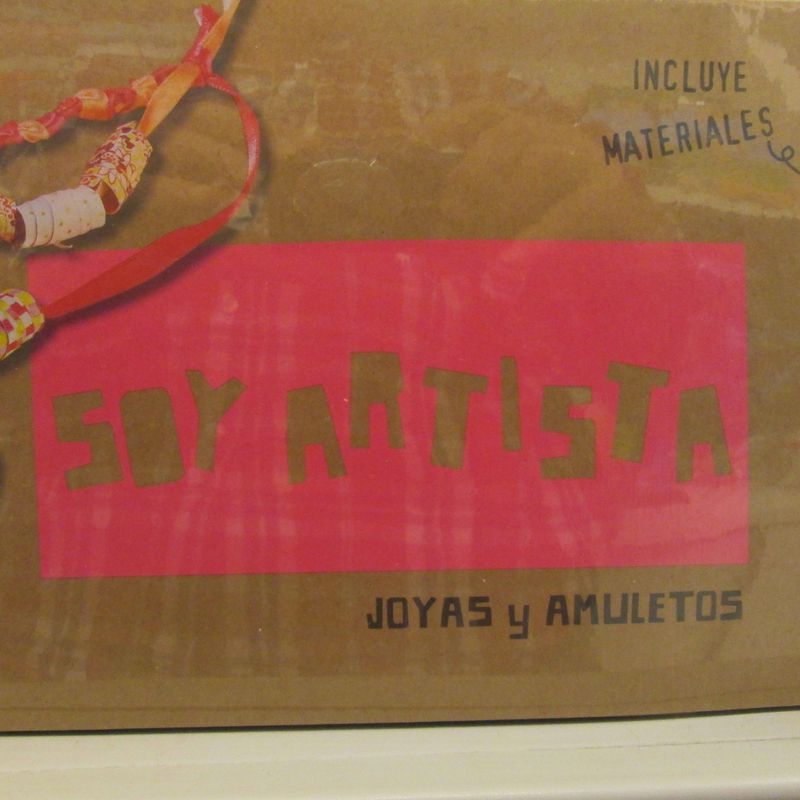 INCLUYE
MATERIALES
SOY ARTISTA
JOYAS y AMULETOS